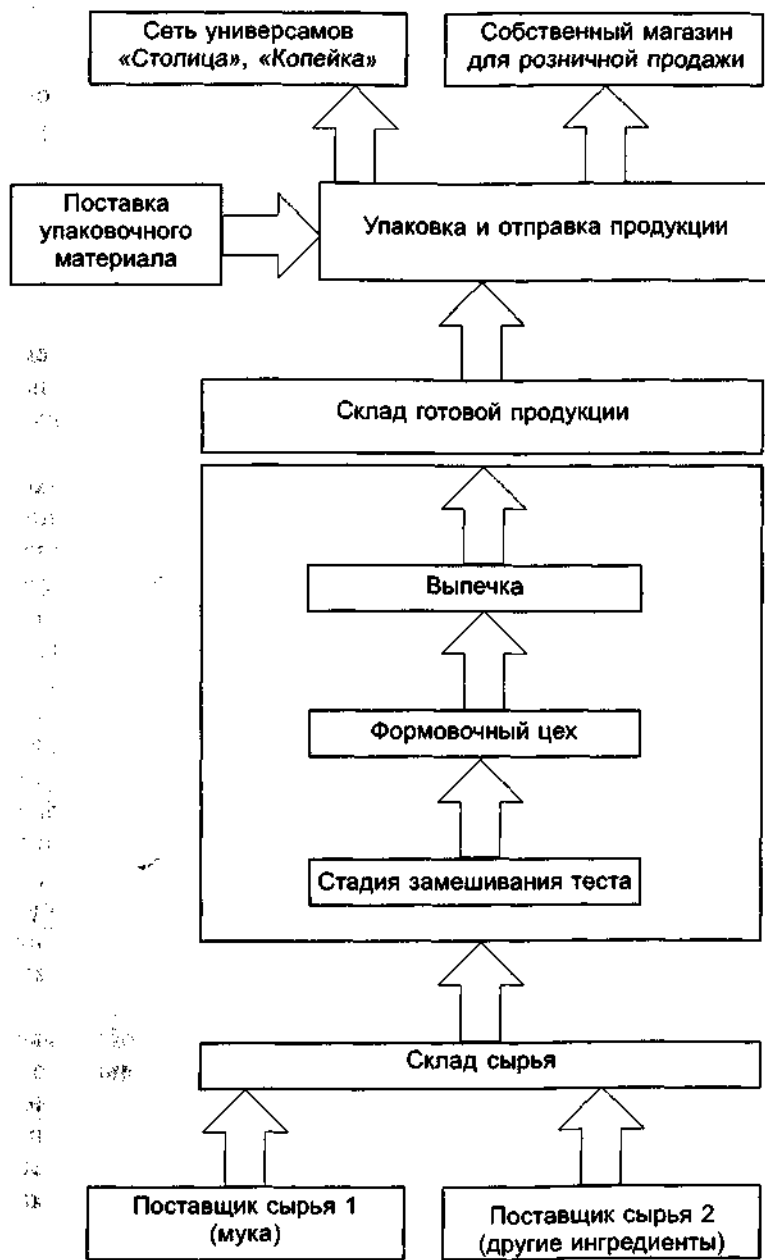 Сеть универсамов
«Столица», «Копейка»
Собственный магазин
для розничной продажи
Поставка
упаковочного
материала
Упаковка и отправка продукции
Склад готовой продукции
Выпечка
Формовочный цех
Стадия замешивания теста
Склад сырья
Поставщик сырья 1
(мука)
Поставщик сырья 2
(другие ингредиенты)